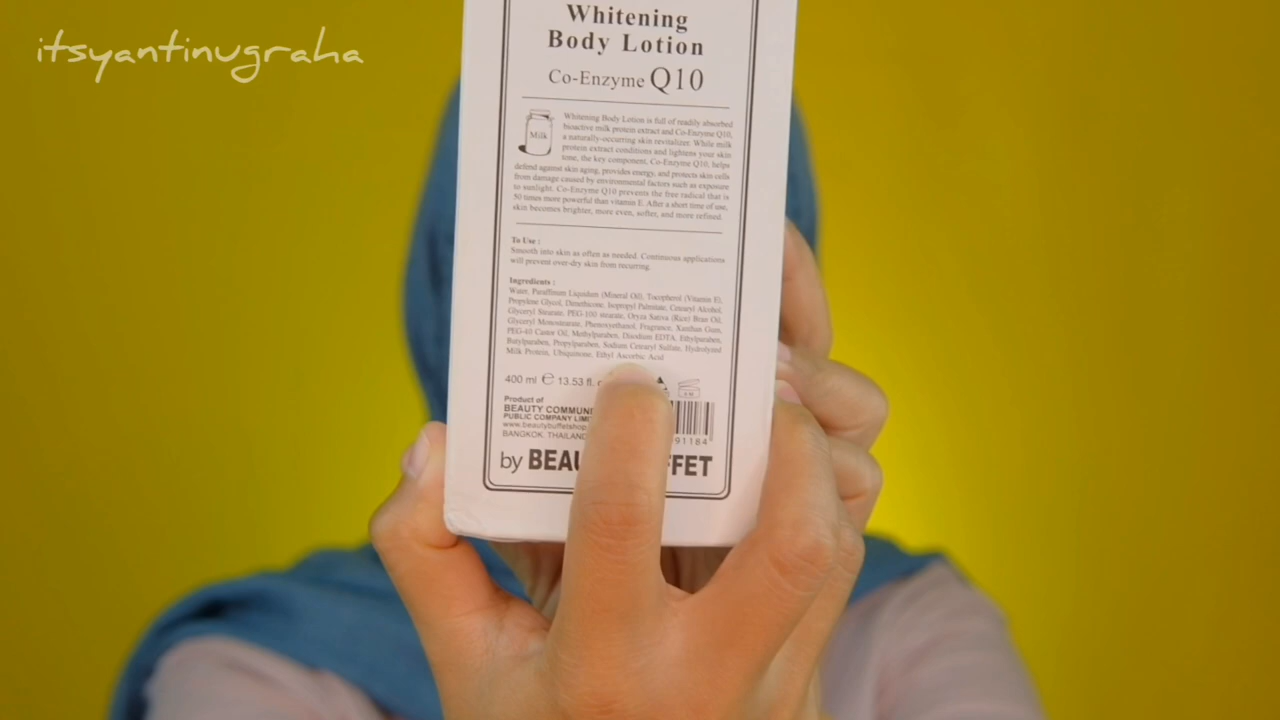 itsyantinugraha
Whitening
Body Lotion
Co-Enzyme Q10
Milk
Whitening Body Lotion is full of readily absorbed
bioactive milk protein extract and Co-Enzyme Q10,
a naturally-occurring skin revitalizer. While milk
protein extract conditions and lightens your skin
tone, the key component, Co-Enzyme Q10, helps
defend against skin aging, provides energy, and protects skin cells
from damage caused by environmental factors such as exposure
to sunlight. Co-Enzyme Q10 prevents the free radical that is
50 times more powerful than vitamin E. After a short time of use,
skin becomes brighter, more even, softer, and more refined.
To Use :
Smooth into skin as often as needed. Continuous applications
will prevent over-dry skin from recurring.
Ingredients :
Water, Paraffinum Liquidum (Mineral Oil), Tocopherol (Vitamin E),
Propylene Glycol, Dimethicone, Isopropyl Palmitate, Cetearyl Alcohol,
Glyceryl Stearate, PEG-100 stearate, Oryza Sativa (Rice) Bran Oil,
Glyceryl Monostearate, Phenoxyethanol, Fragrance, Xanthan Gum,
PEG-40 Castor Oil, Methylparaben, Disodium EDTA, Ethylparaben,
Butylparaben, Propylparaben, Sodium Cetearyl Sulfate, Hydrolyzed
Milk Protein, Ubiquinone, Ethyl Ascorbic Acid
400 ml e 13.53 fl.
Product of
BEAUTY COMMUN
PUBLIC COMPANY LIM
www.beautybuffetshop
BANGKOK, THAILAND
91184
by BEAU FFET